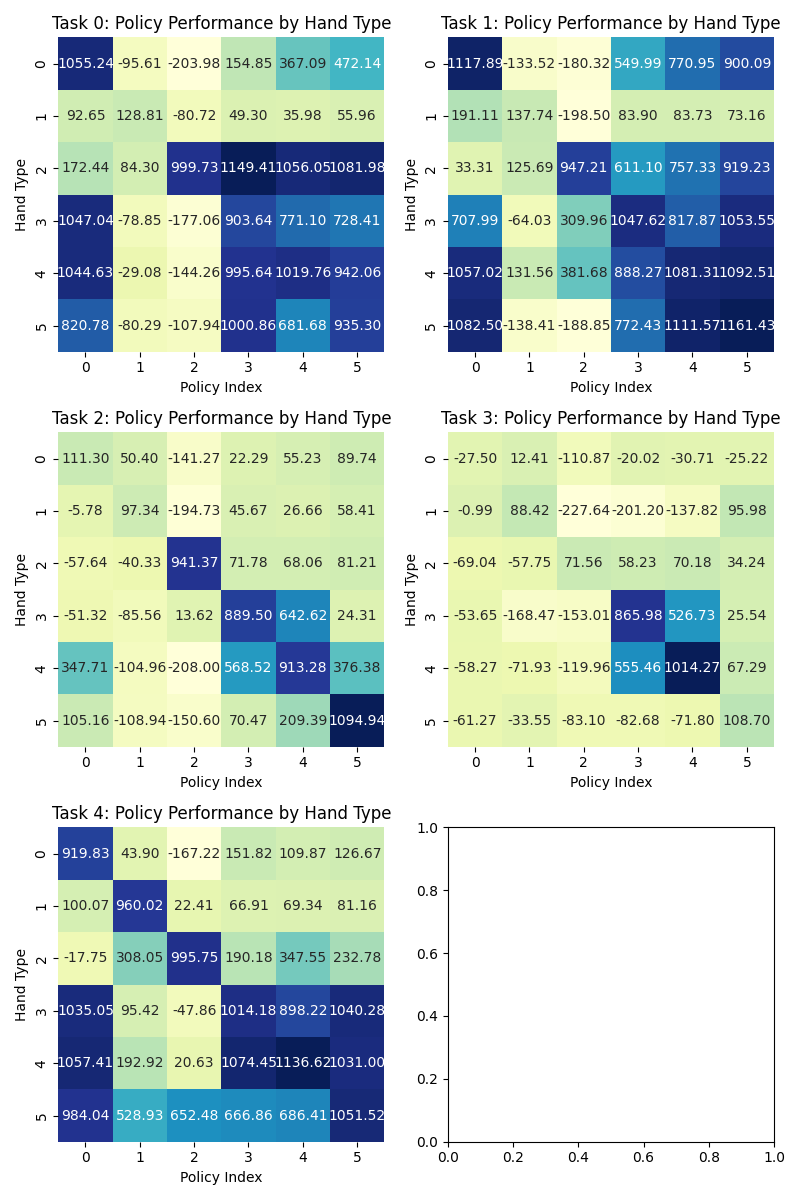 Task 0: Policy Performance by Hand Type
0 1055.24 -95.61 -203.98 154.85 367.09 472.14
1 92.65 128.81 -80.72 49.30 35.98 55.96
2 172.44 84.30 999.73 1149.41 1056.05 1081.98
3 1047.04 -78.85 -177.06 903.64 771.10 728.41
4 1044.63 -29.08 -144.26 995.64 1019.76 942.06
5 820.78 -80.29 -107.94 1000.86 681.68 935.30
Hand Type
0 1 2 3 4 5
Policy Index
Task 1: Policy Performance by Hand Type
0 1117.89 -133.52 -180.32 549.99 770.95 900.09
1 191.11 137.74 -198.50 83.90 83.73 73.16
2 33.31 125.69 947.21 611.10 757.33 919.23
3 707.99 -64.03 309.96 1047.62 817.87 1053.55
4 1057.02 131.56 381.68 888.27 1081.31 1092.51
5 1082.50 -138.41 -188.85 772.43 1111.57 1161.43
Hand Type
0 1 2 3 4 5
Policy Index
Task 2: Policy Performance by Hand Type
0 111.30 50.40 -141.27 22.29 55.23 89.74
1 -5.78 97.34 -194.73 45.67 26.66 58.41
2 -57.64 -40.33 941.37 71.78 68.06 81.21
3 -51.32 -85.56 13.62 889.50 642.62 24.31
4 347.71 -104.96 -208.00 568.52 913.28 376.38
5 105.16 -108.94 -150.60 70.47 209.39 1094.94
Hand Type
0 1 2 3 4 5
Policy Index
Task 3: Policy Performance by Hand Type
0 -27.50 12.41 -110.87 -20.02 -30.71 -25.22
1 -0.99 88.42 -227.64 -201.20 -137.82 95.98
2 -69.04 -57.75 71.56 58.23 70.18 34.24
3 -53.65 -168.47 -153.01 865.98 526.73 25.54
4 -58.27 -71.93 -119.96 555.46 1014.27 67.29
5 -61.27 -33.55 -83.10 -82.68 -71.80 108.70
Hand Type
0 1 2 3 4 5
Policy Index
Task 4: Policy Performance by Hand Type
0 919.83 43.90 -167.22 151.82 109.87 126.67
1 100.07 960.02 22.41 66.91 69.34 81.16
2 -17.75 308.05 995.75 190.18 347.55 232.78
3 1035.05 95.42 -47.86 1014.18 898.22 1040.28
4 1057.41 192.92 20.63 1074.45 1136.62 1031.00
5 984.04 528.93 652.48 666.86 686.41 1051.52
Hand Type
0 1 2 3 4 5
Policy Index
1.0
0.8
0.6
0.4
0.2
0.0
0.0 0.2 0.4 0.6 0.8 1.0